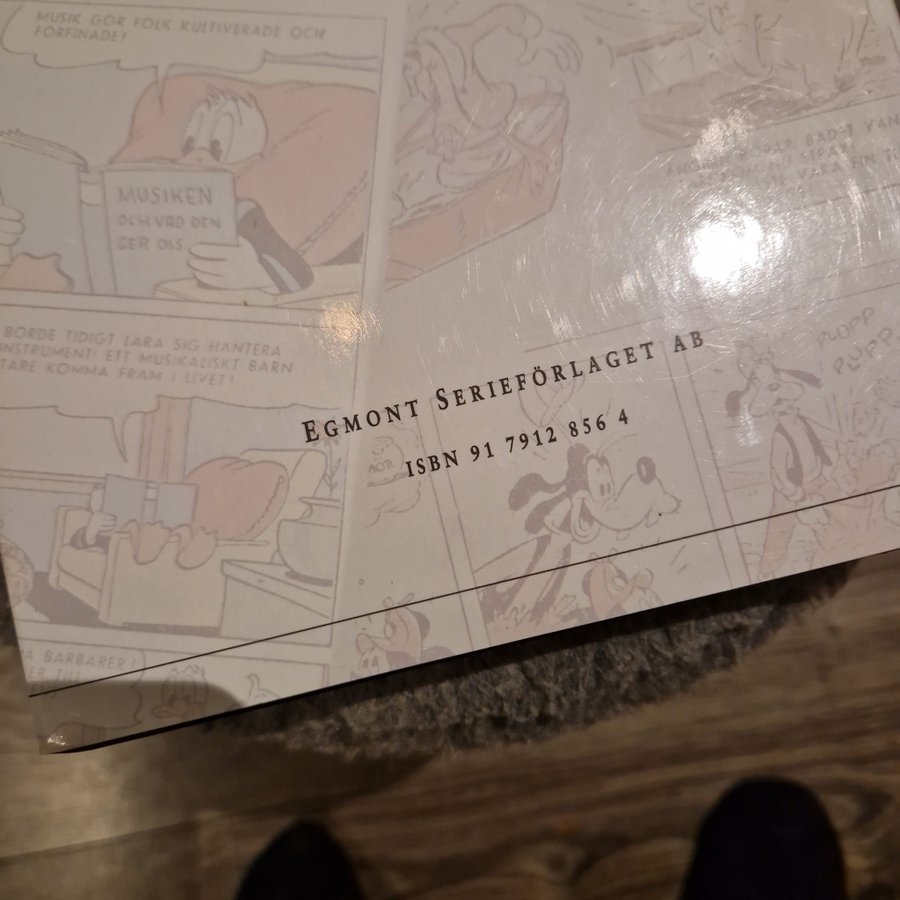 MUSIK GÖR FOLK KULTIVERADE OCH
FÖRFINADE!
MUSIKEN
OCH VAD DEN
GER OSS
BORDE TIDIGT LÄRA SIG HANTERA
INSTRUMENT! ETT MUSIKALISKT BARN
KOMMA FRAM I LIVET!
PLUPP
PLUPP
EGMONT SERIEFÖRLAGET AB
ISBN 91 7912 856 4
BARBARER!
TILL